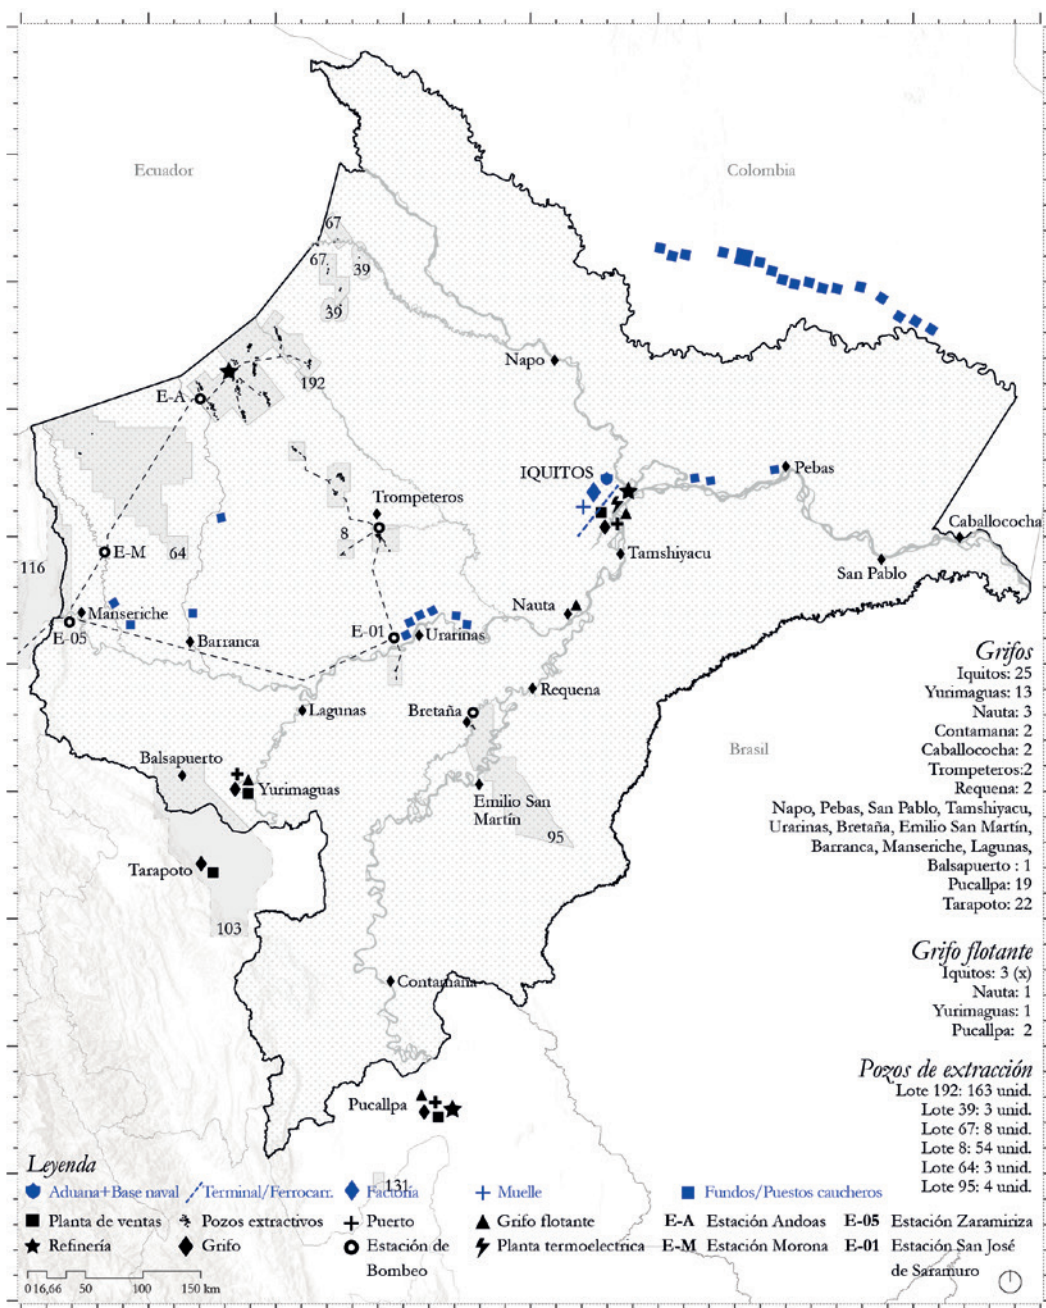 Ecuador
Colombia
67
67
39
39
Napo
192
E-A
IQUITOS
Pebas
Trompeteros
Caballococha
8
E-M
64
116
Tamshiyacu
San Pablo
Manseriche
Nauta
E-05
Barranca
E-01
Urarinas
Requena
Lagunas
Bretaña
Brasil
Balsapuerto
Yurimaguas
Emilio San
Martín
95
Tarapoto
103
Contamana
Pucallpa
131
Grifos
Iquitos: 25
Yurimaguas: 13
Nauta: 3
Contamana: 2
Caballococha: 2
Trompeteros:2
Requena: 2
Napo, Pebas, San Pablo, Tamshiyacu,
Urarinas, Bretaña, Emilio San Martín,
Barranca, Manseriche, Lagunas,
Balsapuerto : 1
Pucallpa: 19
Tarapoto: 22
Grifo flotante
Iquitos: 3 (x)
Nauta: 1
Yurimaguas: 1
Pucallpa: 2
Pozos de extracción
Lote 192: 163 unid.
Lote 39: 3 unid.
Lote 67: 8 unid.
Lote 8: 54 unid.
Lote 64: 3 unid.
Lote 95: 4 unid.
Leyenda
Aduana+Base naval Terminal/Ferrocarr. Factoría Muelle Fundos/Puestos caucheros
Planta de ventas Pozos extractivos Puerto Grifo flotante E-A Estación Andoas E-05 Estación Zaramiriza
Refinería Grifo Estación de Planta termoelectrica E-M Estación Morona E-01 Estación San José
Bombeo de Saramuro
0 16,66 50 100 150 km